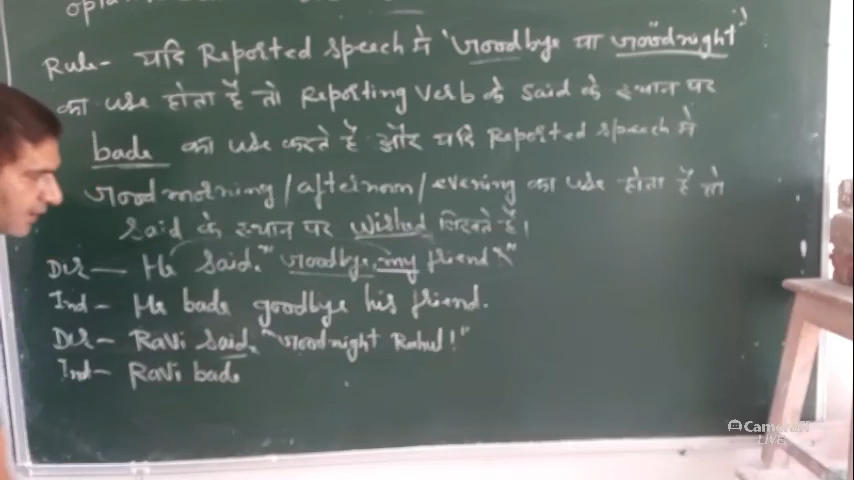 Rule- यदि Reported speech मे "Goodbye या Goodnight"
का use होता है तो Reporting verb के said के स्थान पर
bade का use करते हैं और यदि Reported speech मे
Good morning/afternoon/evening का use होता है तो
said के स्थान पर wished लिखते हैं।
Dir — He said, "Goodbye, my friend!"
Ind - He bade goodbye his friend.
Dir - Ravi said, "Goodnight Rahul!"
Ind - Ravi bade
CameraFi
LIVE